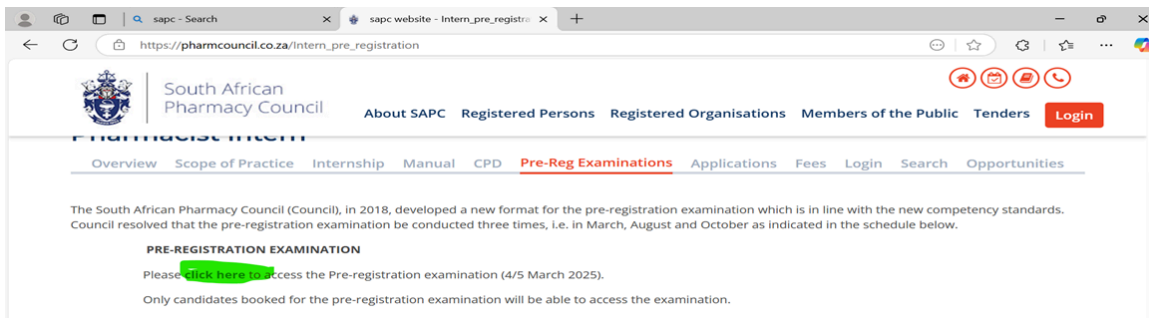 sapc - Search
sapc website - Intern_pre_registra
https://pharmcouncil.co.za/Intern_pre_registration
South African
Pharmacy Council
About SAPC Registered Persons Registered Organisations Members of the Public Tenders Login
Pharmacist Intern
Overview Scope of Practice Internship Manual CPD Pre-Reg Examinations Applications Fees Login Search Opportunities
The South African Pharmacy Council (Council), in 2018, developed a new format for the pre-registration examination which is in line with the new competency standards.
Council resolved that the pre-registration examination be conducted three times, i.e. in March, August and October as indicated in the schedule below.
PRE-REGISTRATION EXAMINATION
Please click here to access the Pre-registration examination (4/5 March 2025).
Only candidates booked for the pre-registration examination will be able to access the examination.